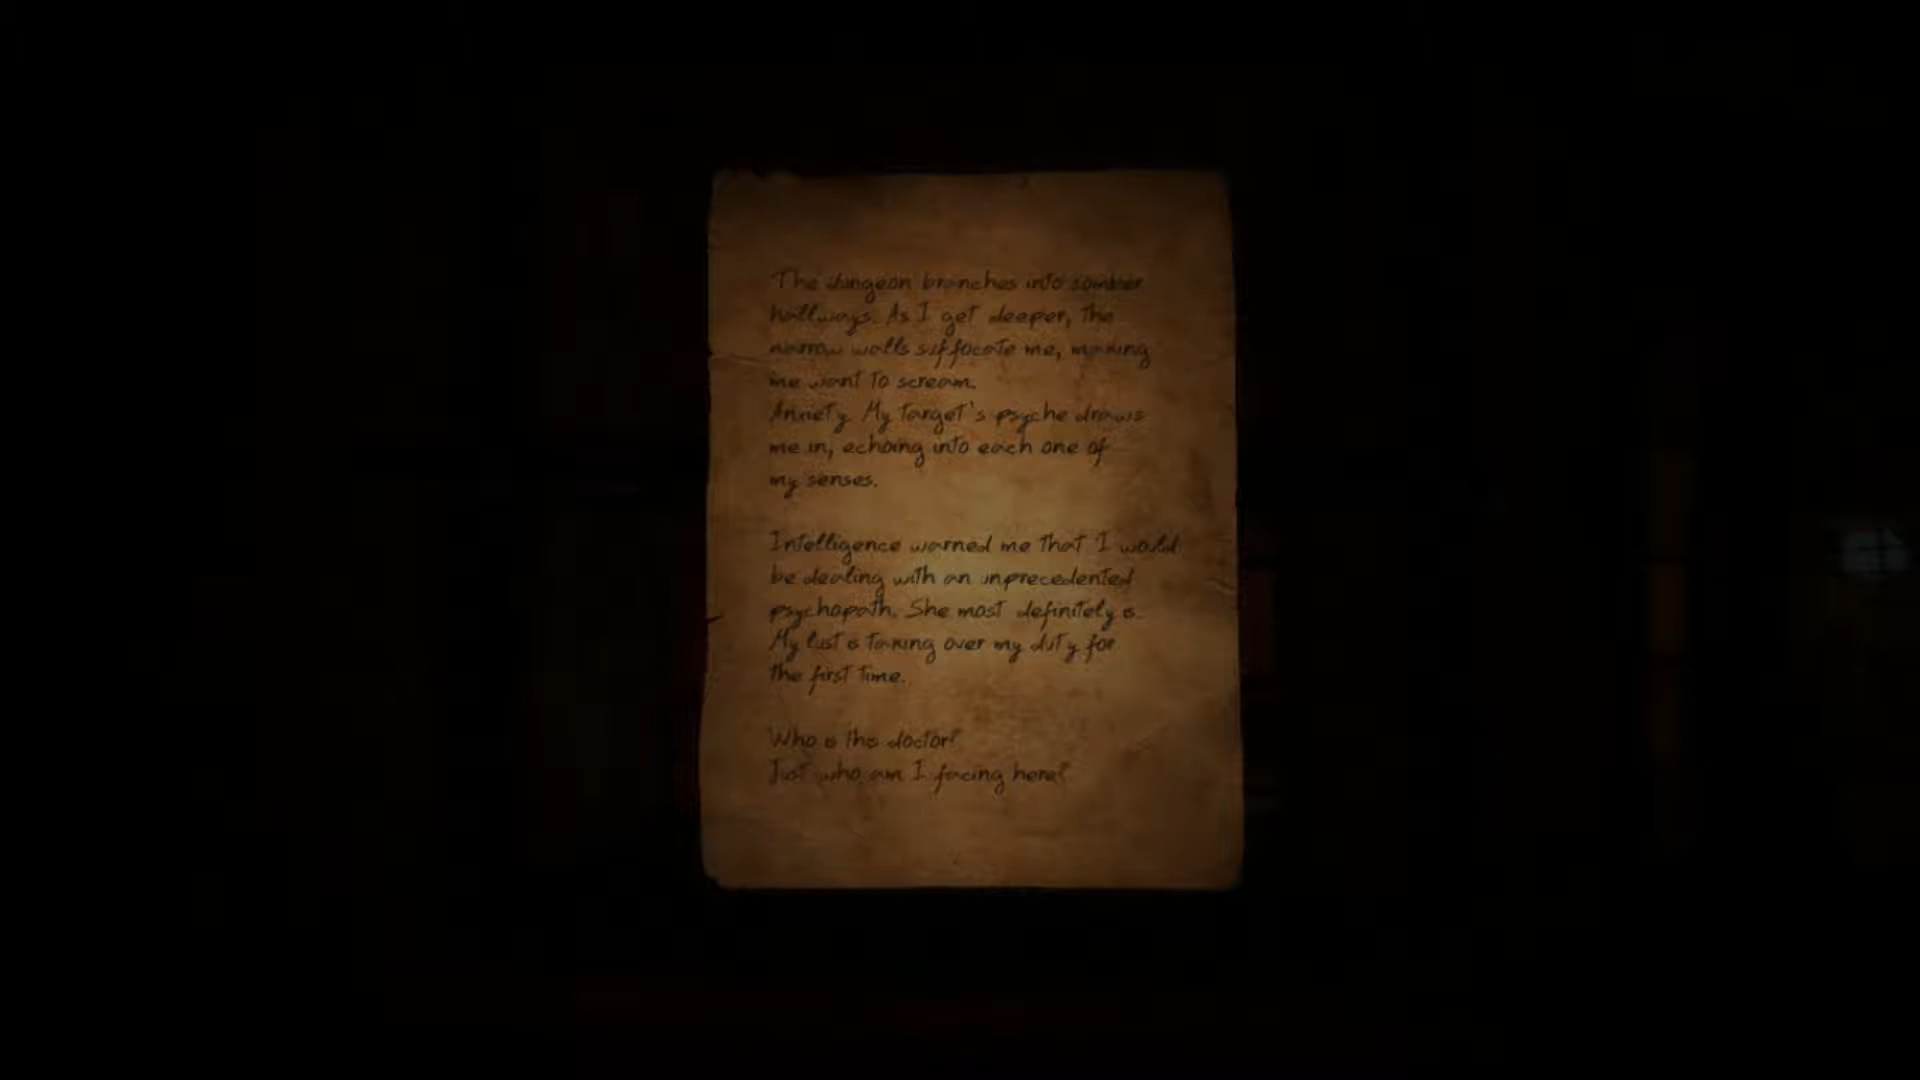 The dungeon branches into somber
hallways. As I get deeper, the
narrow walls suffocate me, making
me want to scream.
Anxiety. My target's psyche draws
me in, echoing into each one of
my senses.
Intelligence warned me that I would
be dealing with an unprecedented
psychopath. She most definitely is.
My lust is taking over my duty for
the first time.
Who is this doctor?
Just who am I facing here?